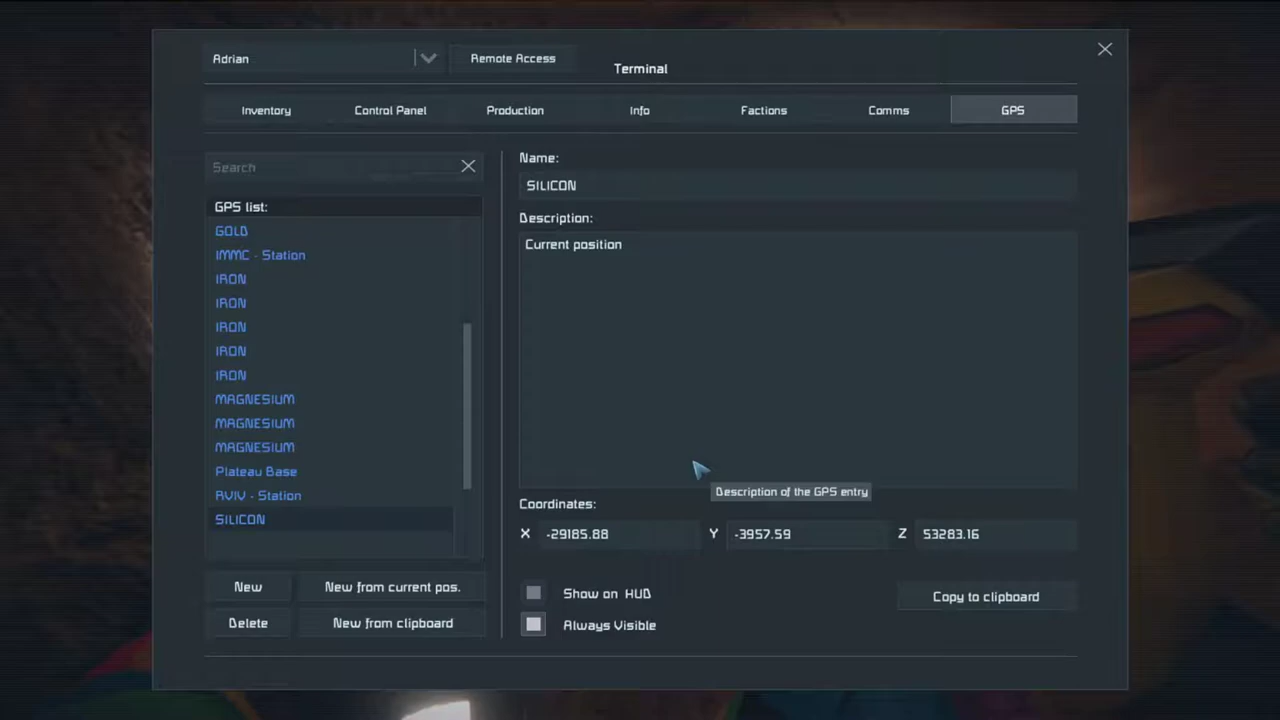 Adrian
Remote Access
Terminal
Inventory
Control Panel
Production
Info
Factions
Comms
GPS
Search
GPS list:
GOLD
IMMC - Station
IRON
IRON
IRON
IRON
IRON
MAGNESIUM
MAGNESIUM
MAGNESIUM
Plateau Base
RVIV - Station
SILICON
New
New from current pos.
Delete
New from clipboard
Name:
SILICON
Description:
Current position
Description of the GPS entry
Coordinates:
X -29185.88 Y -3957.59 Z 53283.16
Show on HUD
Always Visible
Copy to clipboard